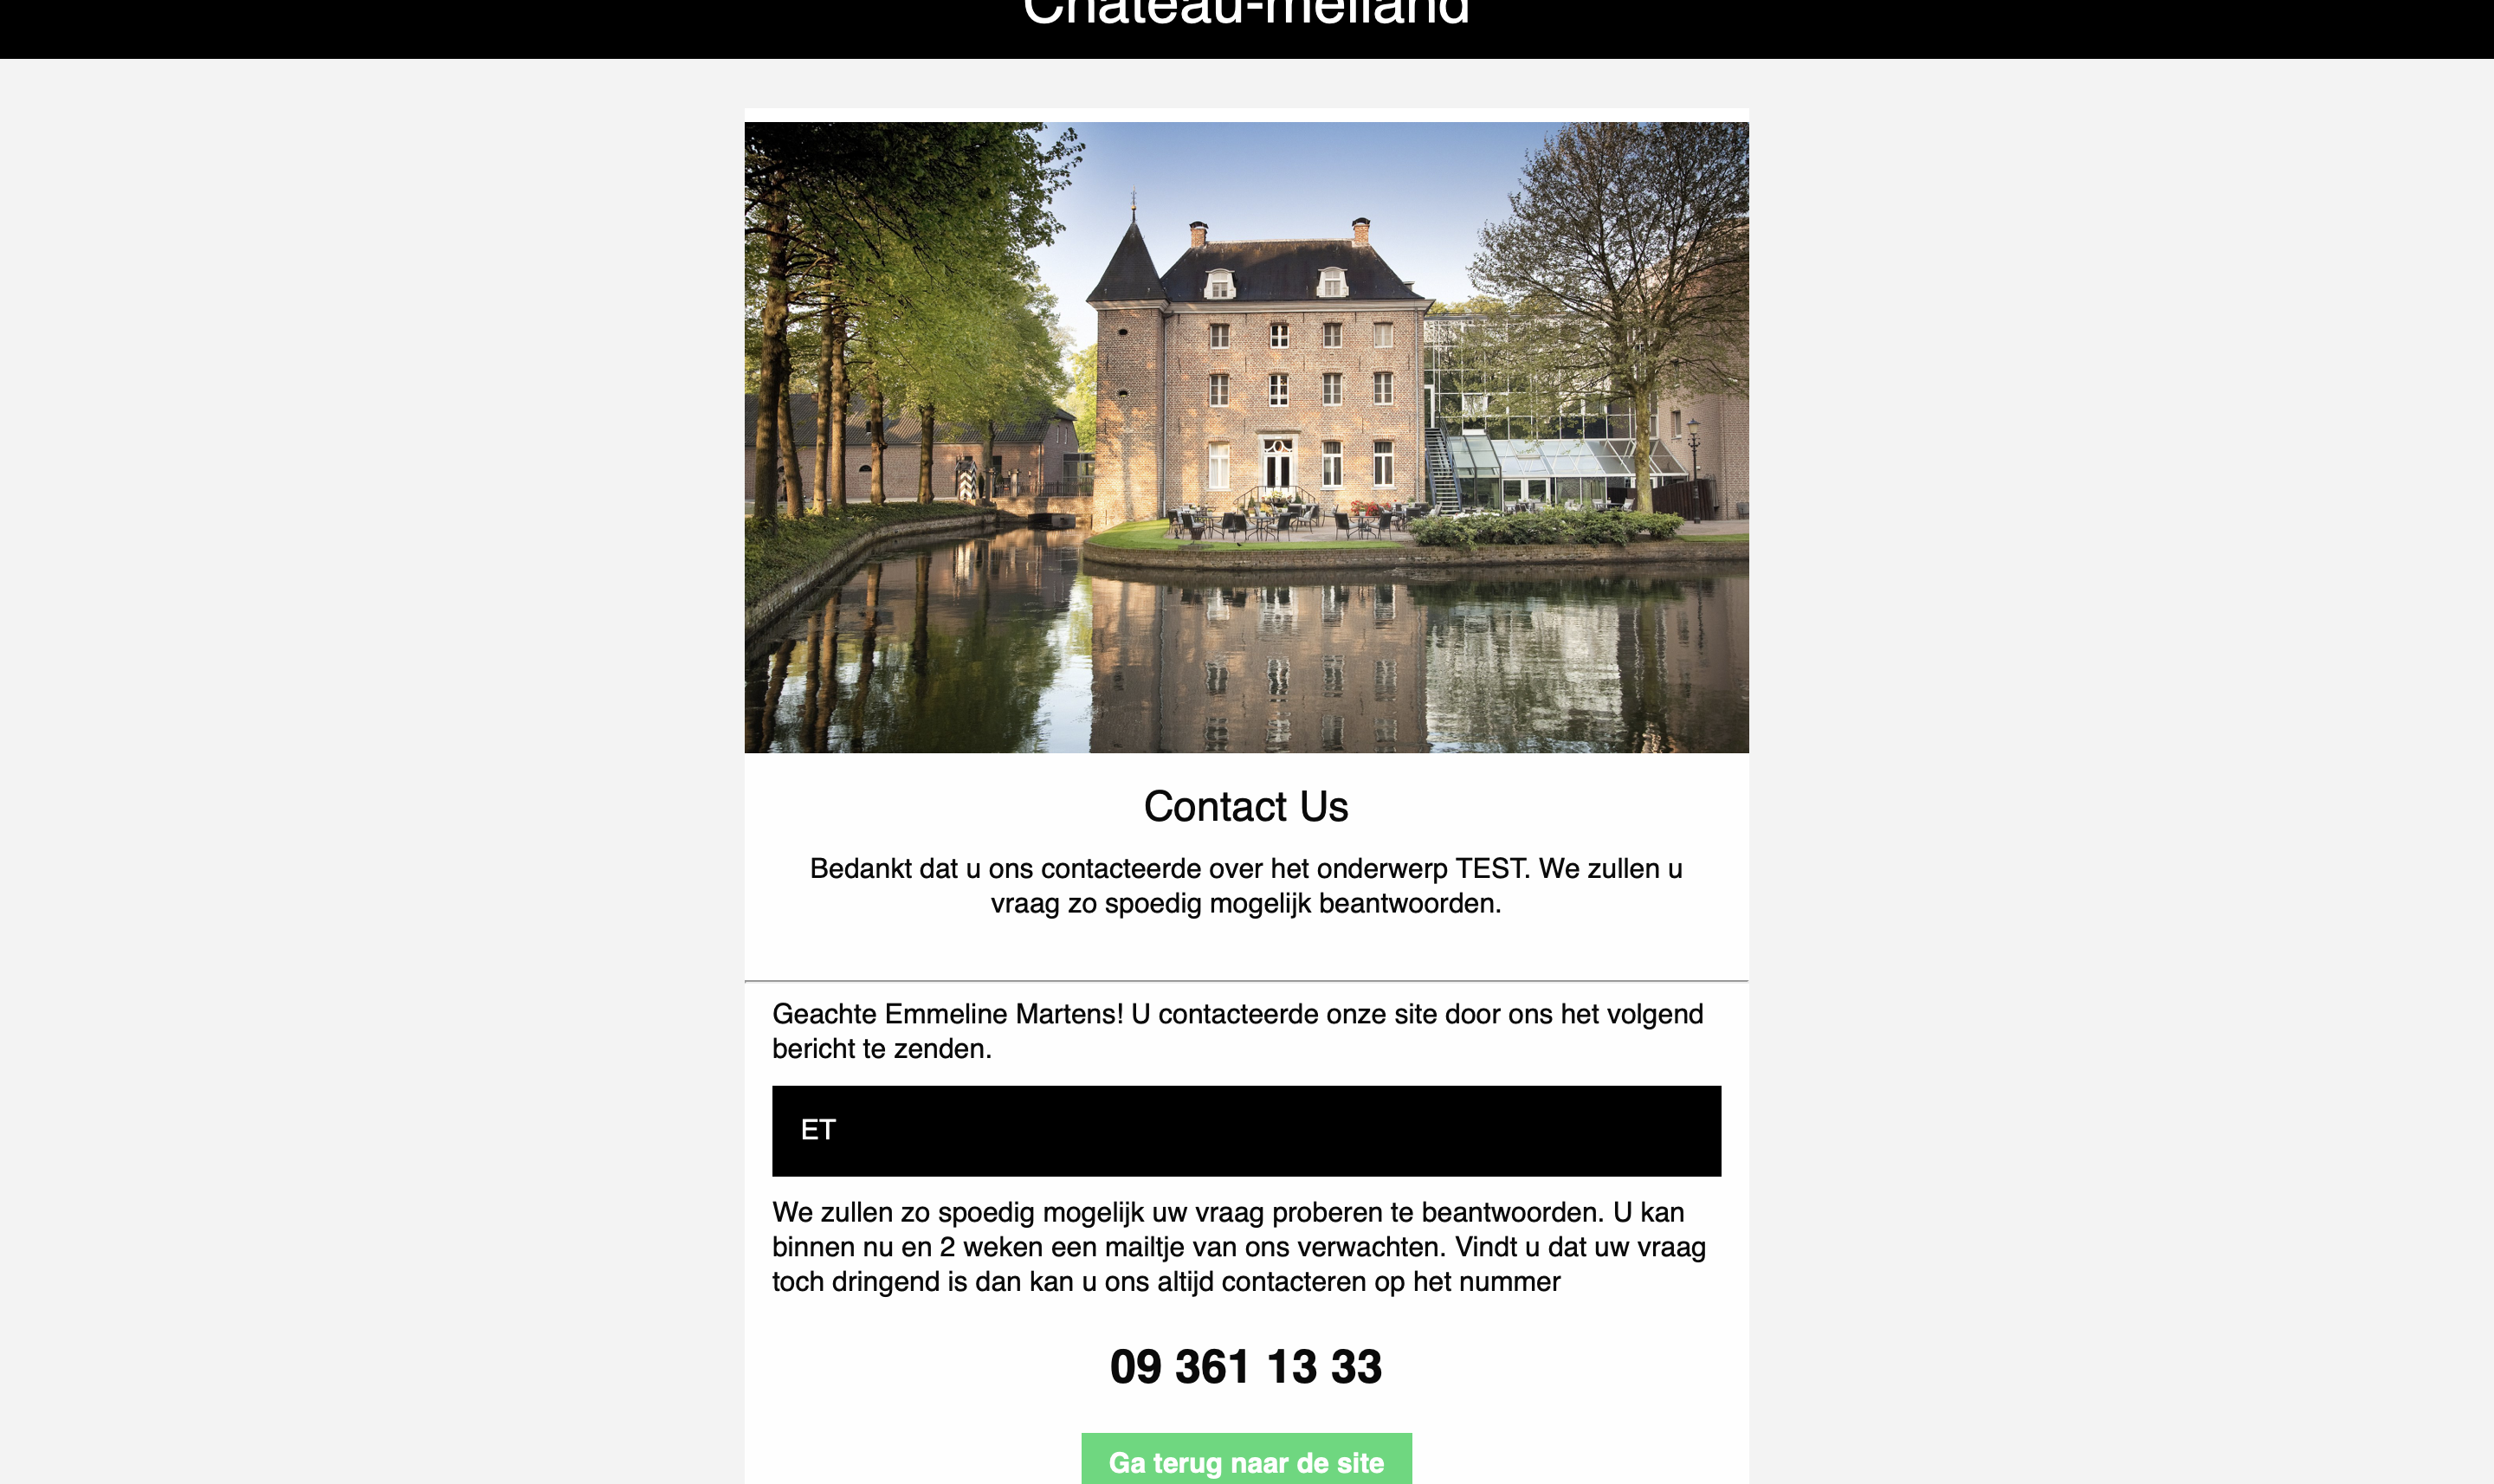 Chateau-meiland
Contact Us
Bedankt dat u ons contacteerde over het onderwerp TEST. We zullen u
vraag zo spoedig mogelijk beantwoorden.
Geachte Emmeline Martens! U contacteerde onze site door ons het volgend
bericht te zenden.
ET
We zullen zo spoedig mogelijk uw vraag proberen te beantwoorden. U kan
binnen nu en 2 weken een mailtje van ons verwachten. Vindt u dat uw vraag
toch dringend is dan kan u ons altijd contacteren op het nummer
09 361 13 33
Ga terug naar de site